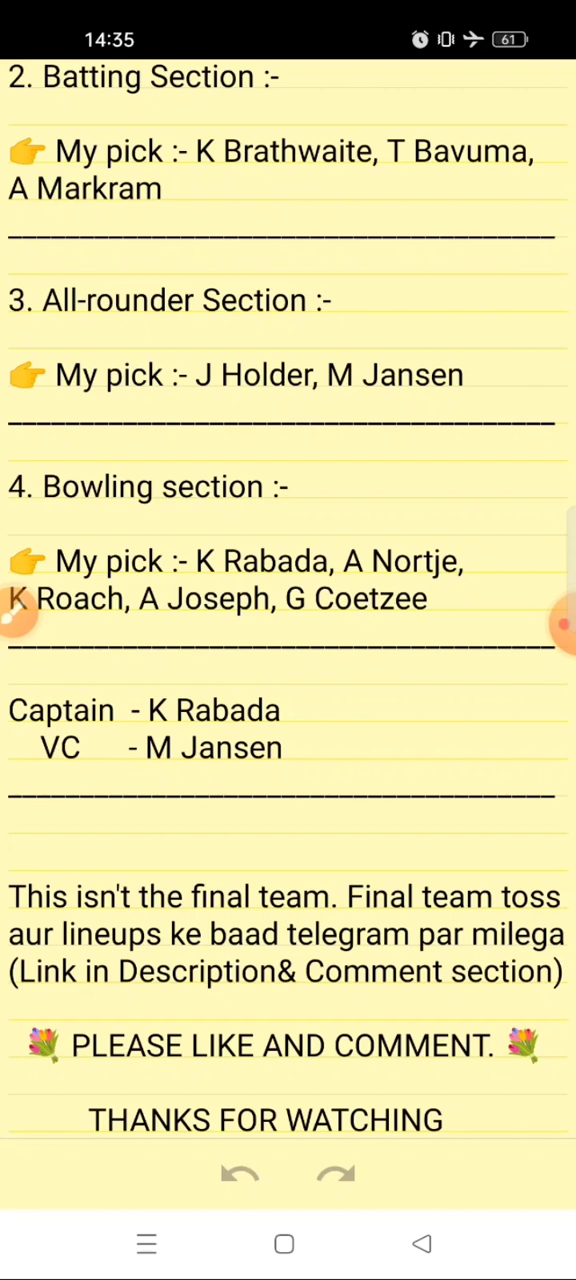 14:35
61
2. Batting Section :-
👉 My pick :- K Brathwaite, T Bavuma,
A Markram
3. All-rounder Section :-
👉 My pick :- J Holder, M Jansen
4. Bowling section :-
👉 My pick :- K Rabada, A Nortje,
K Roach, A Joseph, G Coetzee
Captain - K Rabada
VC - M Jansen
This isn't the final team. Final team toss
aur lineups ke baad telegram par milega
(Link in Description& Comment section)
💐 PLEASE LIKE AND COMMENT. 💐
THANKS FOR WATCHING